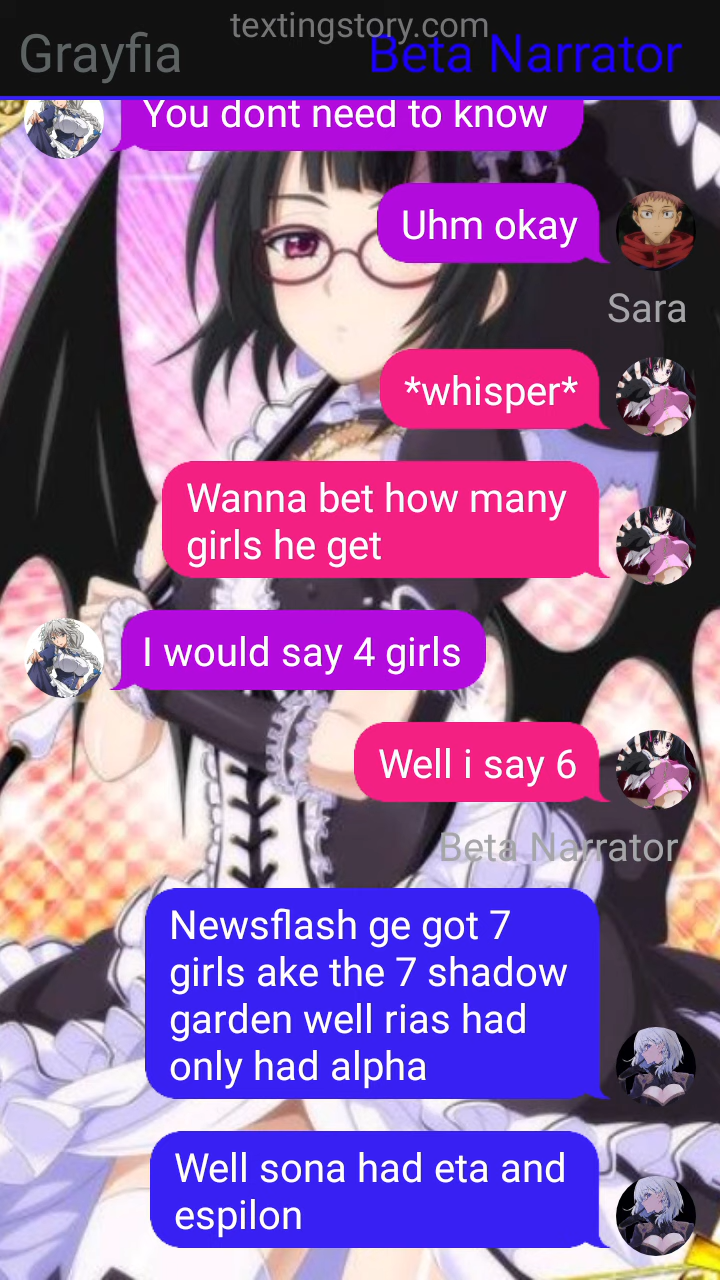 textingstory.com
Grayfia
Beta Narrator
You dont need to know
Uhm okay
Sara
*whisper*
Wanna bet how many
girls he get
I would say 4 girls
Well i say 6
Beta Narrator
Newsflash ge got 7
girls ake the 7 shadow
garden well rias had
only had alpha
Well sona had eta and
espilon